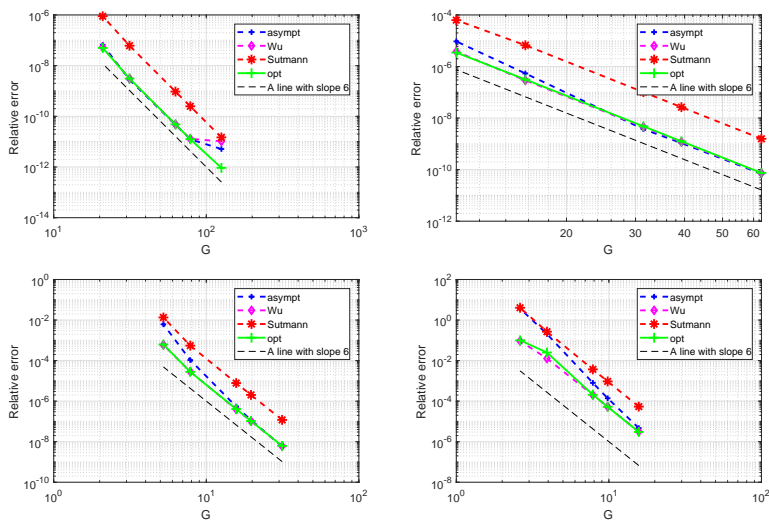 10^-6
10^-8
10^-10
10^-12
10^-14
Relative error
10^1
10^2
10^3
G
asympt
Wu
Sutmann
opt
A line with slope 6
10^-4
10^-6
10^-8
10^-10
10^-12
Relative error
10^1
20
30
40
50
60
G
asympt
Wu
Sutmann
opt
A line with slope 6
10^0
10^-2
10^-4
10^-6
10^-8
10^-10
Relative error
10^0
10^1
10^2
G
asympt
Wu
Sutmann
opt
A line with slope 6
10^2
10^0
10^-2
10^-4
10^-6
10^-8
Relative error
10^0
10^1
10^2
G
asympt
Wu
Sutmann
opt
A line with slope 6